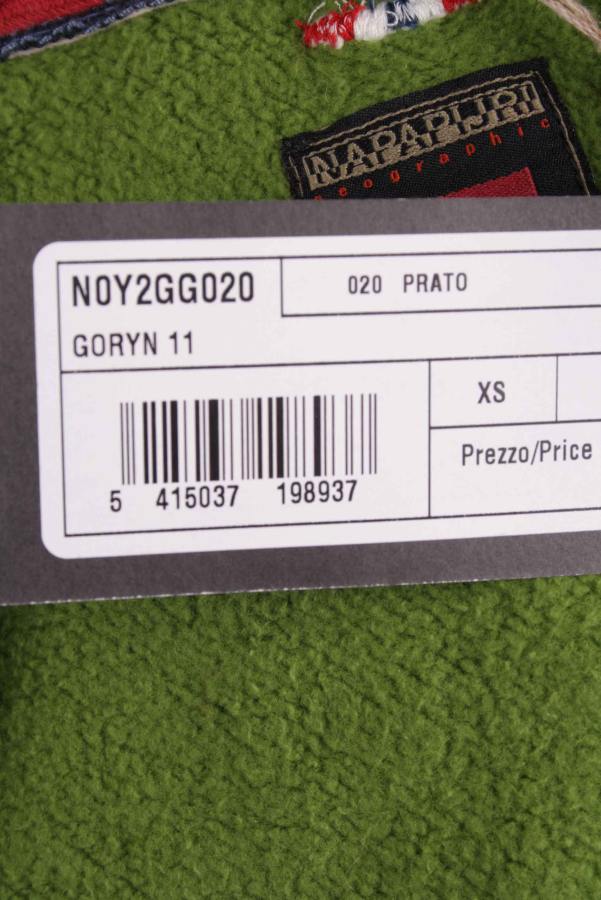 NAPAPIJRI
geographic
N0Y2GG020
020 PRATO
GORYN 11
XS
5 415037 198937
Prezzo/Price